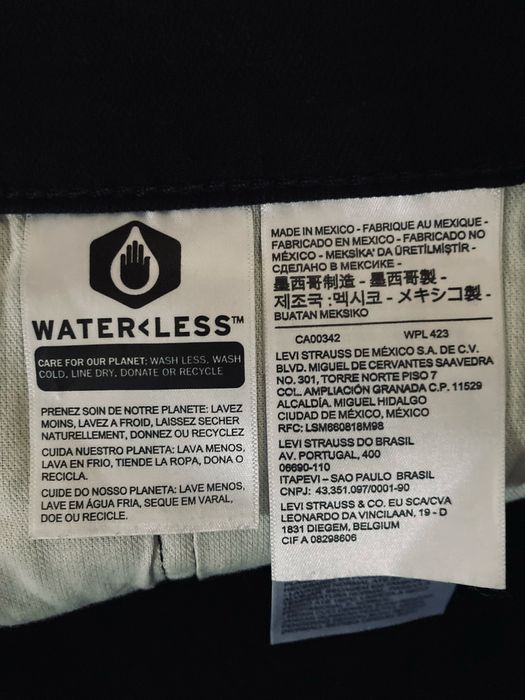 WATER<LESS™
CARE FOR OUR PLANET: WASH LESS, WASH
COLD, LINE DRY, DONATE OR RECYCLE
PRENEZ SOIN DE NOTRE PLANETE: LAVEZ
MOINS, LAVEZ A FROID, LAISSEZ SECHER
NATURELLEMENT, DONNEZ OU RECYCLEZ
CUIDA NUESTRO PLANETA: LAVA MENOS,
LAVA EN FRIO, TIENDE LA ROPA, DONA O
RECICLA.
CUIDE DO NOSSO PLANETA: LAVE MENOS,
LAVE EM ÁGUA FRIA, SEQUE EM VARAL,
DOE OU RECICLE.
MADE IN MEXICO - FABRIQUE AU MEXIQUE -
FABRICADO EN MEXICO - FABRICADO NO
MÉXICO - MEKSİKA' DA ÜRETİLMİŞTİR -
СДЕЛАНО В МЕКСИКЕ -
墨西哥制造 - 墨西哥製 -
제조국 :멕시코 - メキシコ製 -
BUATAN MEKSIKO
CA00342 WPL 423
LEVI STRAUSS DE MÉXICO S.A. DE C.V.
BLVD. MIGUEL DE CERVANTES SAAVEDRA
NO. 301, TORRE NORTE PISO 7
COL. AMPLIACIÓN GRANADA C.P. 11529
ALCALDÍA. MIGUEL HIDALGO
CIUDAD DE MÉXICO, MÉXICO
RFC: LSM660818M98
LEVI STRAUSS DO BRASIL
AV. PORTUGAL, 400
06690-110
ITAPEVI – SAO PAULO BRASIL
CNPJ: 43.351.097/0001-90
LEVI STRAUSS & CO. EU SCA/CVA
LEONARDO DA VINCILAAN, 19 - D
1831 DIEGEM, BELGIUM
CIF A 08298606